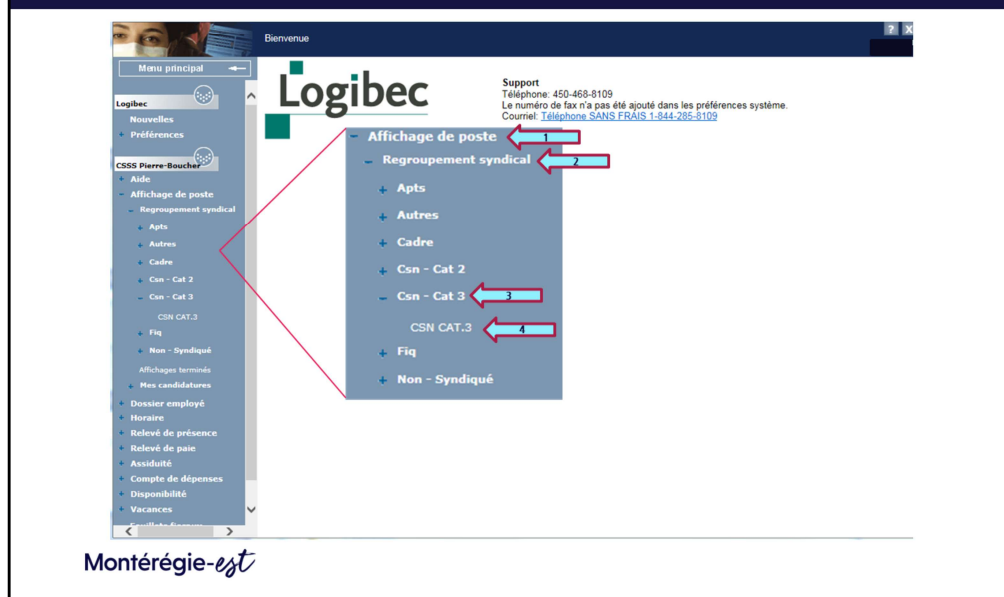 Bienvenue
? X
Menu principal
Logibec
Nouvelles
+ Préférences
CSSS Pierre-Boucher
+ Aide
- Affichage de poste
- Regroupement syndical
+ Apts
+ Autres
+ Cadre
+ Csn - Cat 2
- Csn - Cat 3
CSN CAT.3
+ Fiq
+ Non - Syndiqué
Affichages terminés
+ Mes candidatures
+ Dossier employé
+ Horaire
+ Relevé de présence
+ Relevé de paie
+ Assiduité
+ Compte de dépenses
+ Disponibilité
+ Vacances
Logibec
Support
Téléphone: 450-468-8109
Le numéro de fax n'a pas été ajouté dans les préférences système.
Courriel: Téléphone SANS FRAIS 1-844-285-8109
- Affichage de poste 1
- Regroupement syndical 2
+ Apts
+ Autres
+ Cadre
+ Csn - Cat 2
- Csn - Cat 3 3
CSN CAT.3 4
+ Fiq
+ Non - Syndiqué
Montérégie-est